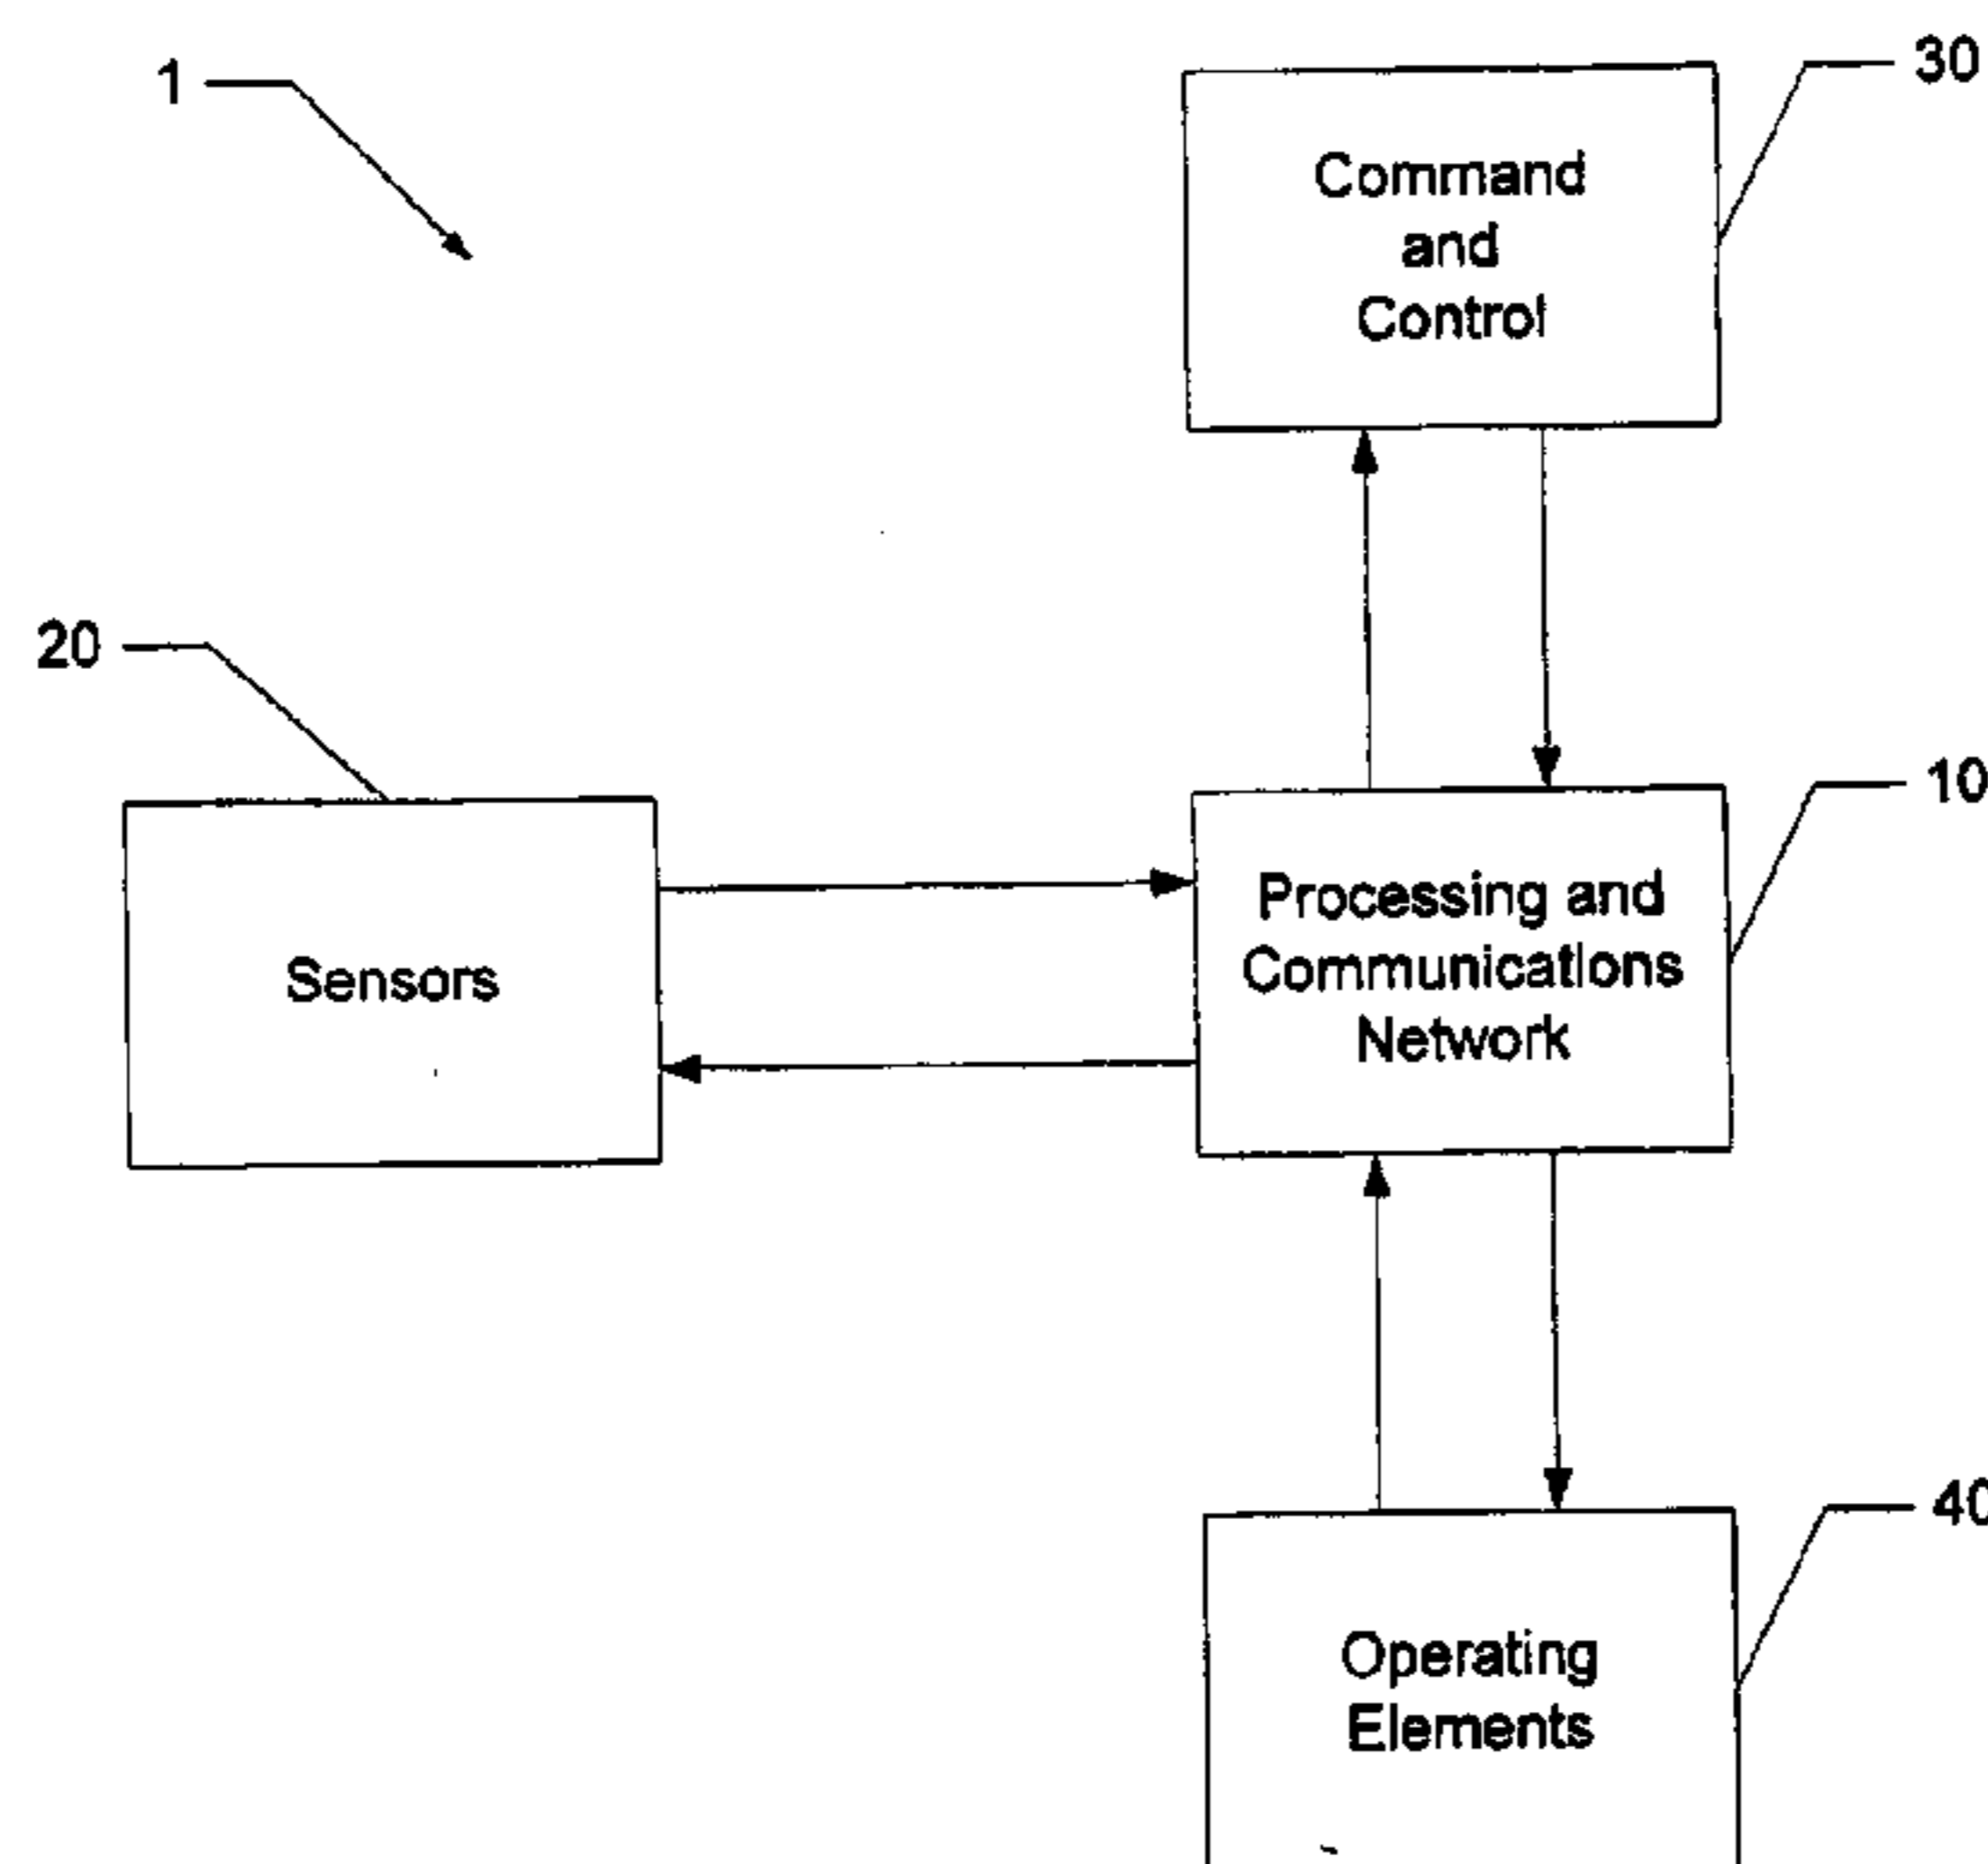 1
30
Command
and
Control
20
10
Processing and
Communications
Network
Sensors
40
Operating
Elements